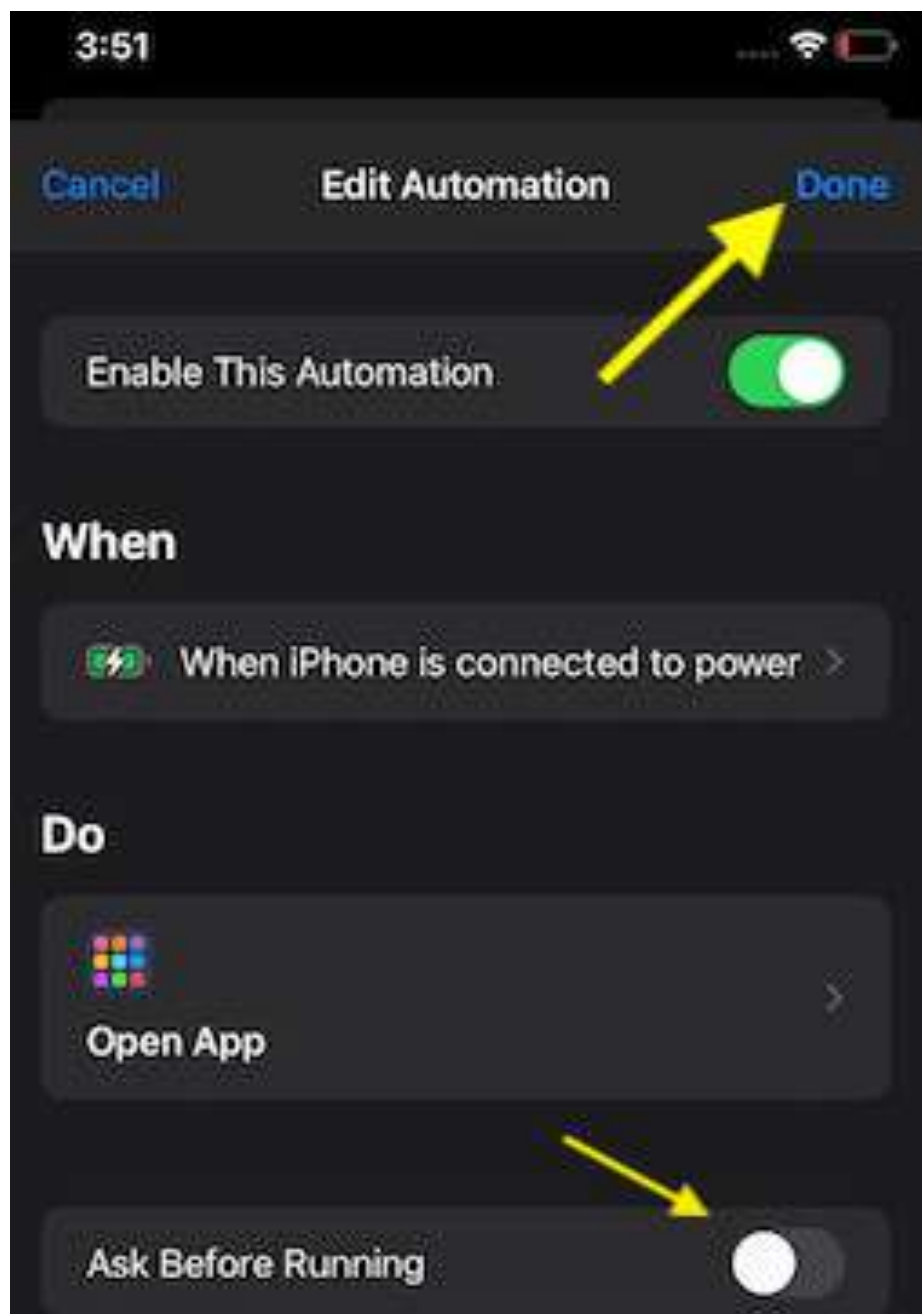 3:51
Cancel Edit Automation Done
Enable This Automation
When
When iPhone is connected to power
Do
Open App
Ask Before Running